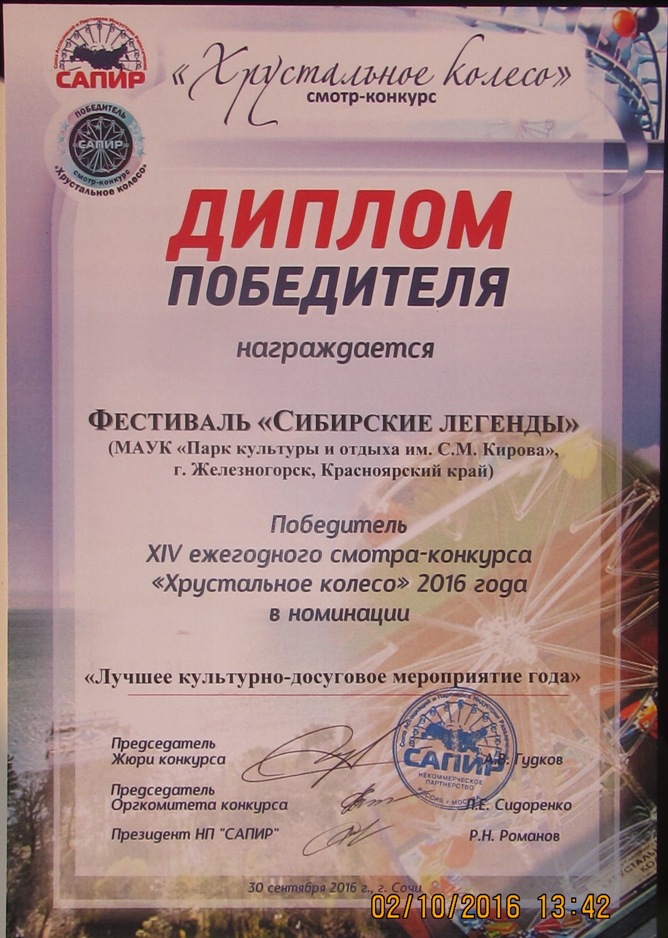 САПИР
«Хрустальное колесо»
смотр-конкурс
ПОБЕДИТЕЛЬ
САПИР
смотр-конкурс
«Хрустальное колесо»
ДИПЛОМ
ПОБЕДИТЕЛЯ
награждается
ФЕСТИВАЛЬ «СИБИРСКИЕ ЛЕГЕНДЫ»
(МАУК «Парк культуры и отдыха им. С.М. Кирова»,
г. Железногорск, Красноярский край)
Победитель
XIV ежегодного смотра-конкурса
«Хрустальное колесо» 2016 года
в номинации
«Лучшее культурно-досуговое мероприятие года»
Председатель
Жюри конкурса
А.В. Гудков
САПИР
НЕКОММЕРЧЕСКОЕ
ПАРТНЕРСТВО
Председатель
Оргкомитета конкурса
Л.Е. Сидоренко
Президент НП "САПИР"
Р.Н. Романов
30 сентября 2016 г., г. Сочи
02/10/2016 13:42